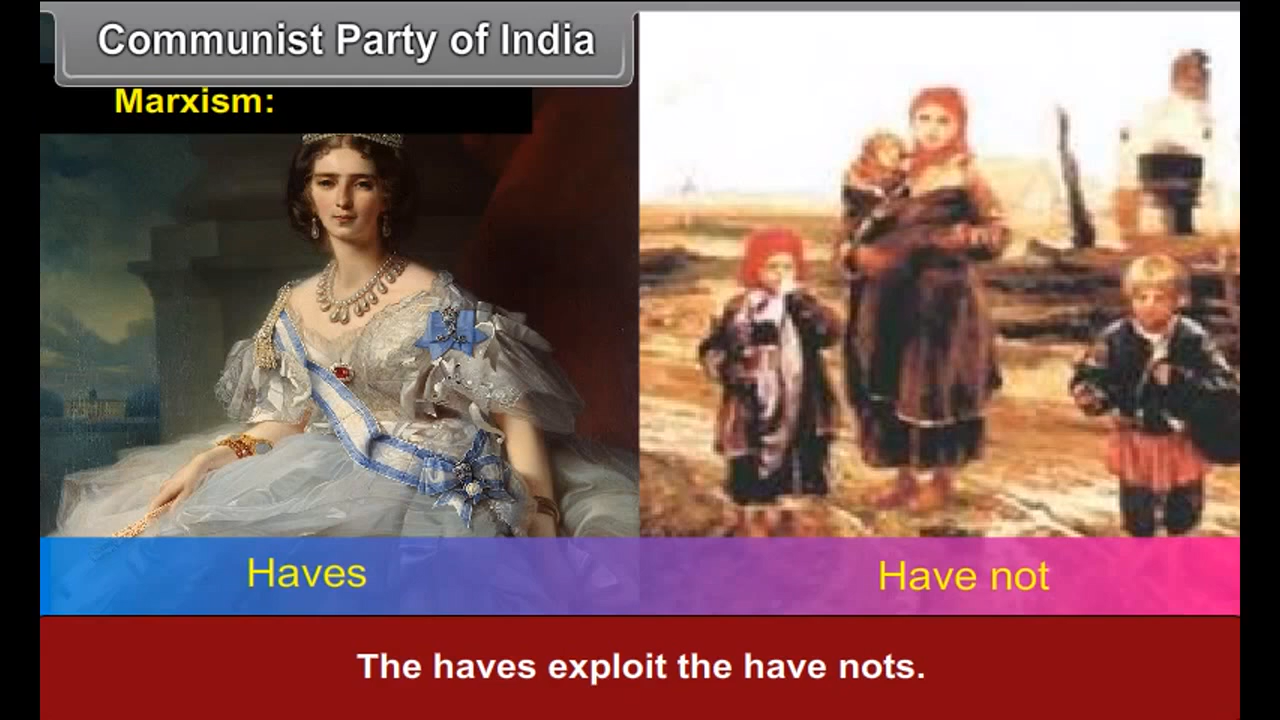 Communist Party of India
Marxism:
Haves
Have not
The haves exploit the have nots.